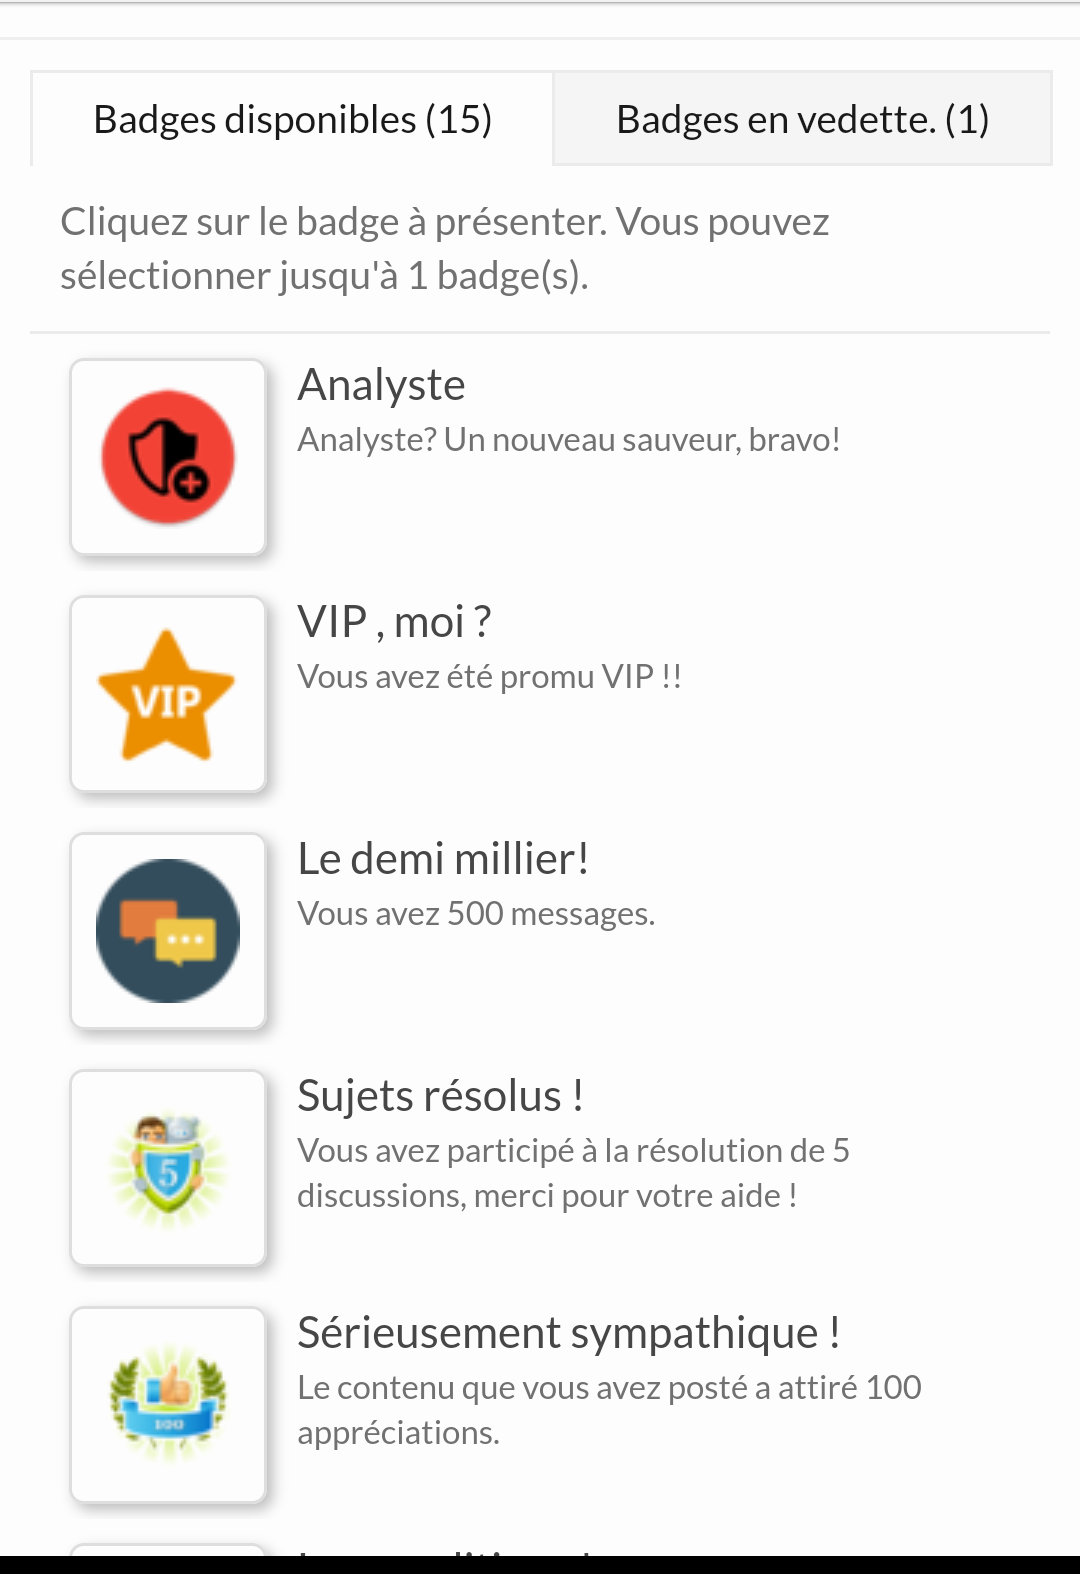 Badges disponibles (15)
Badges en vedette. (1)
Cliquez sur le badge à présenter. Vous pouvez
sélectionner jusqu'à 1 badge(s).
Analyste
Analyste? Un nouveau sauveur, bravo!
VIP , moi ?
Vous avez été promu VIP !!
VIP
Le demi millier!
Vous avez 500 messages.
Sujets résolus !
Vous avez participé à la résolution de 5
discussions, merci pour votre aide !
5
Sérieusement sympathique !
Le contenu que vous avez posté a attiré 100
appréciations.
100